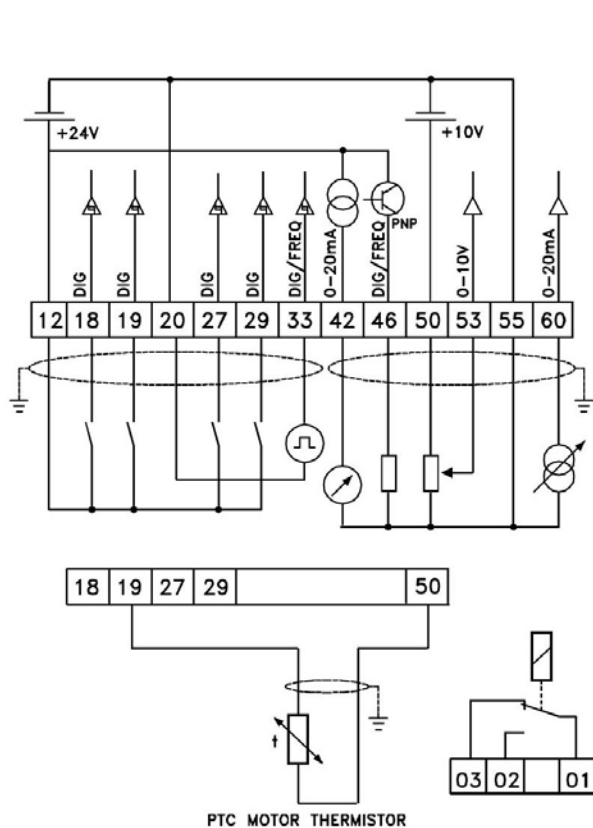 +24V
+10V
PNP
DIG
DIG
DIG
DIG
DIG/FREQ
0-20mA
DIG/FREQ
0-10V
0-20mA
12 18 19 20 27 29 33 42 46 50 53 55 60
18 19 27 29 50
t
03 02 01
PTC MOTOR THERMISTOR